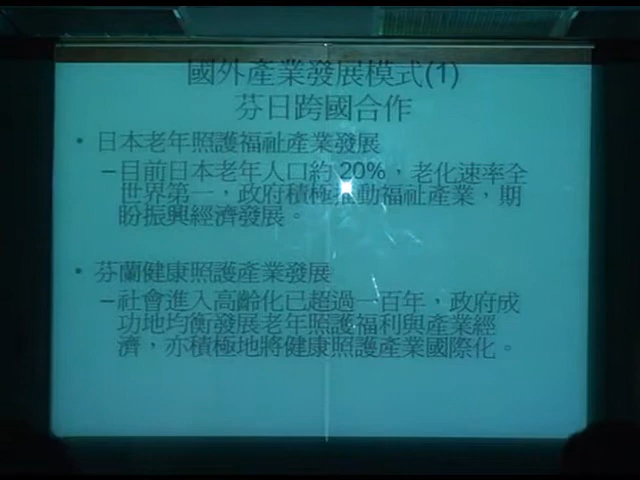 國外產業發展模式(1)
芬日跨國合作
• 日本老年照護福祉產業發展
–目前日本老年人口約 20%，老化速率全
世界第一，政府積極推動福祉產業，期
盼振興經濟發展。
• 芬蘭健康照護產業發展
–社會進入高齡化已超過一百年，政府成
功地均衡發展老年照護福利與產業經
濟，亦積極地將健康照護產業國際化。